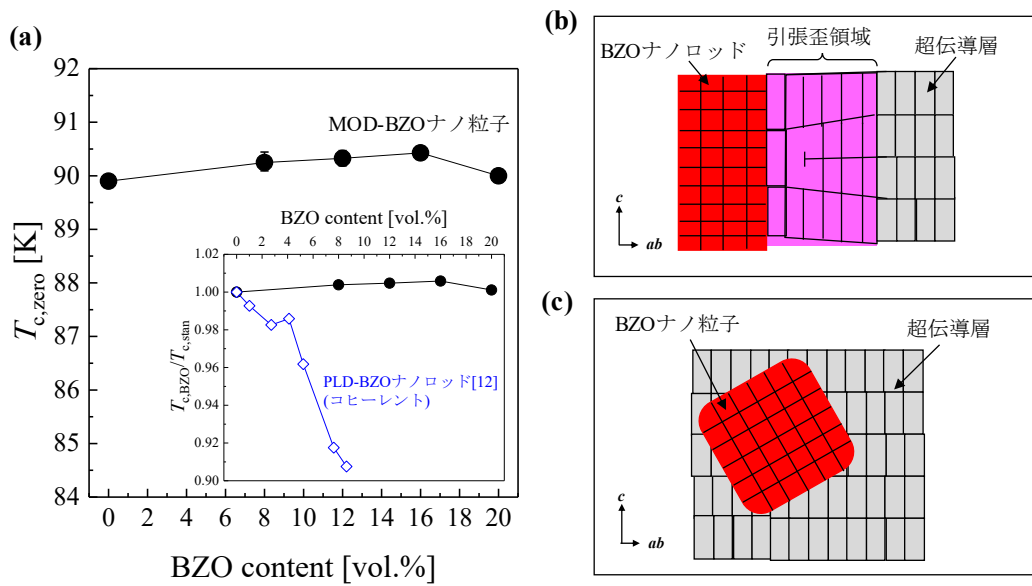 (a)
92
91
90
89
88
87
86
85
84
T_c,zero [K]
MOD-BZOナノ粒子
BZO content [vol.%]
0 2 4 6 8 10 12 14 16 18 20
1.02
1.00
0.98
0.96
0.94
0.92
0.90
T_c,BZO/T_c,stan
PLD-BZOナノロッド[12]
(コヒーレント)
0 2 4 6 8 10 12 14 16 18 20
BZO content [vol.%]
(b)
引張歪領域
BZOナノロッド
超伝導層
c
ab
(c)
BZOナノ粒子
超伝導層
c
ab